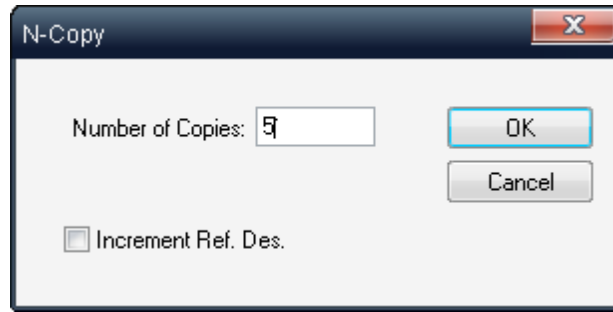 N-Copy
Number of Copies: 5
OK
Cancel
Increment Ref. Des.